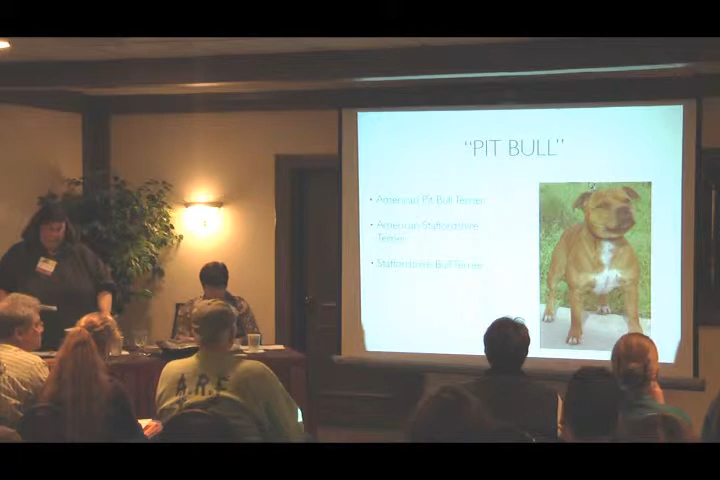 "PIT BULL"
• American Pit Bull Terrier
• American Staffordshire
Terrier
• Staffordshire Bull Terrier
A.R.F.